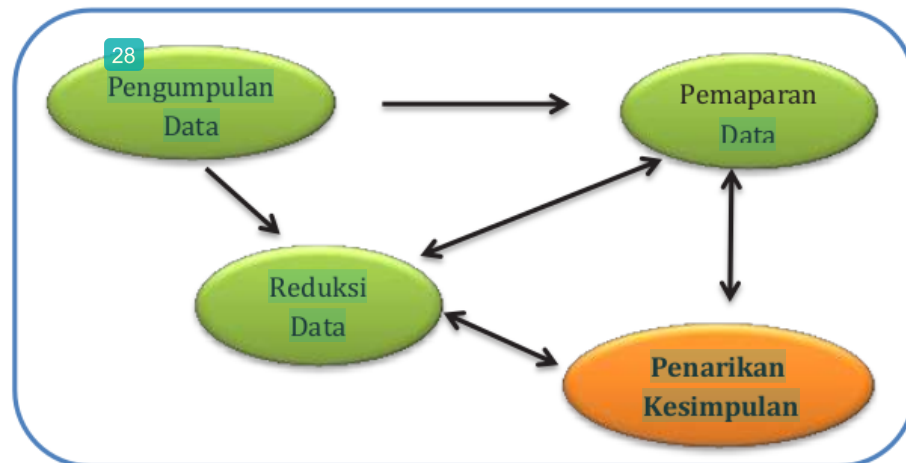 28
Pengumpulan
Data
Pemaparan
Data
Reduksi
Data
Penarikan
Kesimpulan